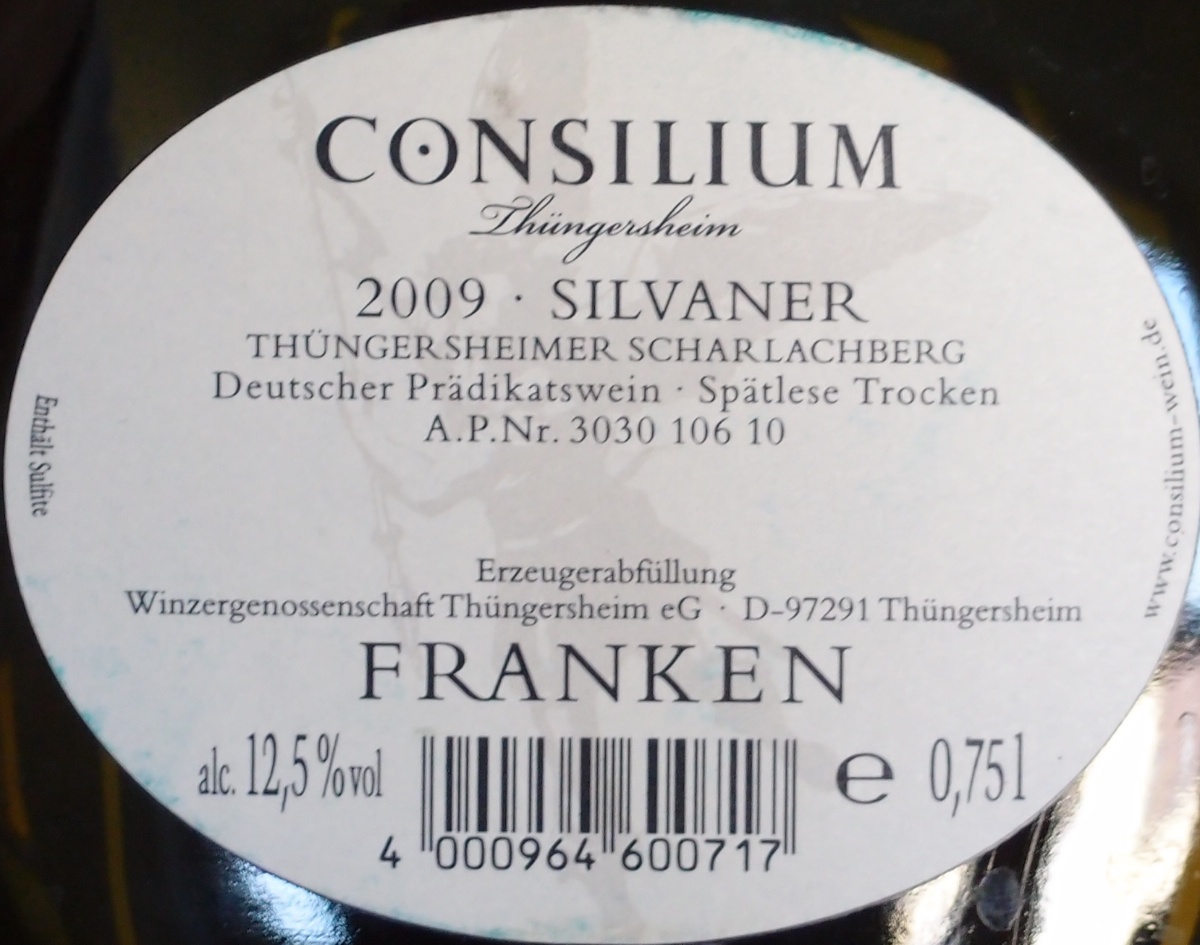 CONSILIUM
Thüngersheim
2009 · SILVANER
THÜNGERSHEIMER SCHARLACHBERG
Deutscher Prädikatswein · Spätlese Trocken
A.P.Nr. 3030 106 10
Enthält Sulfite
www.consilium-wein.de
Erzeugerabfüllung
Winzergenossenschaft Thüngersheim eG · D-97291 Thüngersheim
FRANKEN
alc. 12,5 %vol
e 0,75 l
4 000964 600717